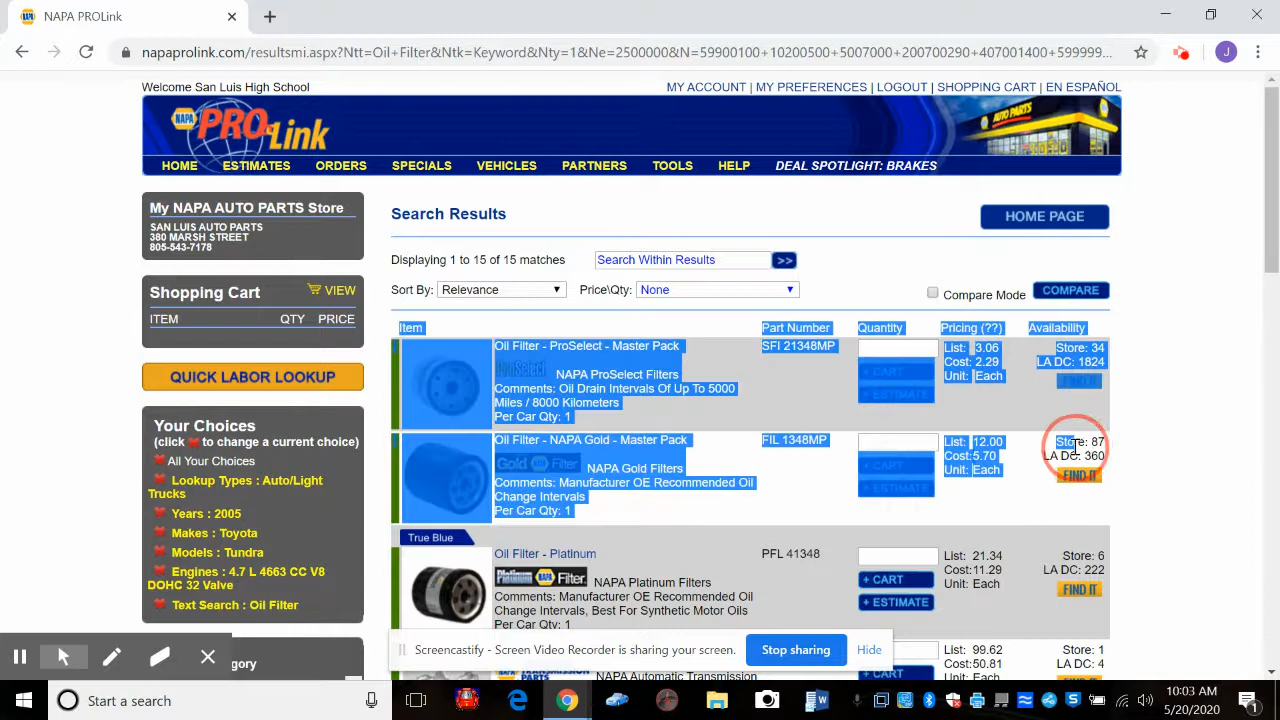 NAPA PROLink
napaprolink.com/resultsmi.aspx?Ntt=Oil+Filter&Ntk=Keyword&Nty=1&Ne=2500000&N=59900100+10200500+5007000+200700290+407001400+599999...
J
Welcome San Luis High School
MY ACCOUNT | MY PREFERENCES | LOGOUT | SHOPPING CART | EN ESPAÑOL
NAPA PROLink
AUTO PARTS
HOME ESTIMATES ORDERS SPECIALS VEHICLES PARTNERS TOOLS HELP DEAL SPOTLIGHT: BRAKES
My NAPA AUTO PARTS Store
SAN LUIS AUTO PARTS
380 MARSH STREET
805-543-7178
Shopping Cart VIEW
ITEM QTY PRICE
QUICK LABOR LOOKUP
Your Choices
(click to change a current choice)
All Your Choices
Lookup Types : Auto/Light
Trucks
Years : 2005
Makes : Toyota
Models : Tundra
Engines : 4.7 L 4663 CC V8
DOHC 32 Valve
Text Search : Oil Filter
gory
Search Results
HOME PAGE
Displaying 1 to 15 of 15 matches Search Within Results >>
Sort By: Relevance Price\Qty: None Compare Mode COMPARE
Item Part Number Quantity Pricing (??) Availability
Oil Filter - ProSelect - Master Pack SFI 21348MP List: 3.06 Store: 34
ProSelect NAPA ProSelect Filters + CART Cost: 2.29 LA DC: 1824
Comments: Oil Drain Intervals Of Up To 5000 + ESTIMATE Unit: Each FIND IT
Miles / 8000 Kilometers
Per Car Qty: 1
Oil Filter - NAPA Gold - Master Pack FIL 1348MP List: 12.00 Store: 87
Gold Filter NAPA Gold Filters + CART Cost:5.70 LA DC: 360
Comments: Manufacturer OE Recommended Oil + ESTIMATE Unit: Each FIND IT
Change Intervals
Per Car Qty: 1
True Blue
Oil Filter - Platinum PFL 41348 List: 21.34 Store: 6
Platinum NAPA Filter. NAPA Platinum Filters + CART Cost:11.29 LA DC: 222
Comments: Manufacturer OE Recommended Oil + ESTIMATE Unit: Each FIND IT
Change Intervals, Best For Synthetic Motor Oils
Per Car Qty: 1
List: 99.62 Store: 1
NAPA Automatic Transmission Cost:50.81 LA DC: 4
Screencastify - Screen Video Recorder is sharing your screen. Stop sharing Hide
Start a search
10:03 AM
5/20/2020
1